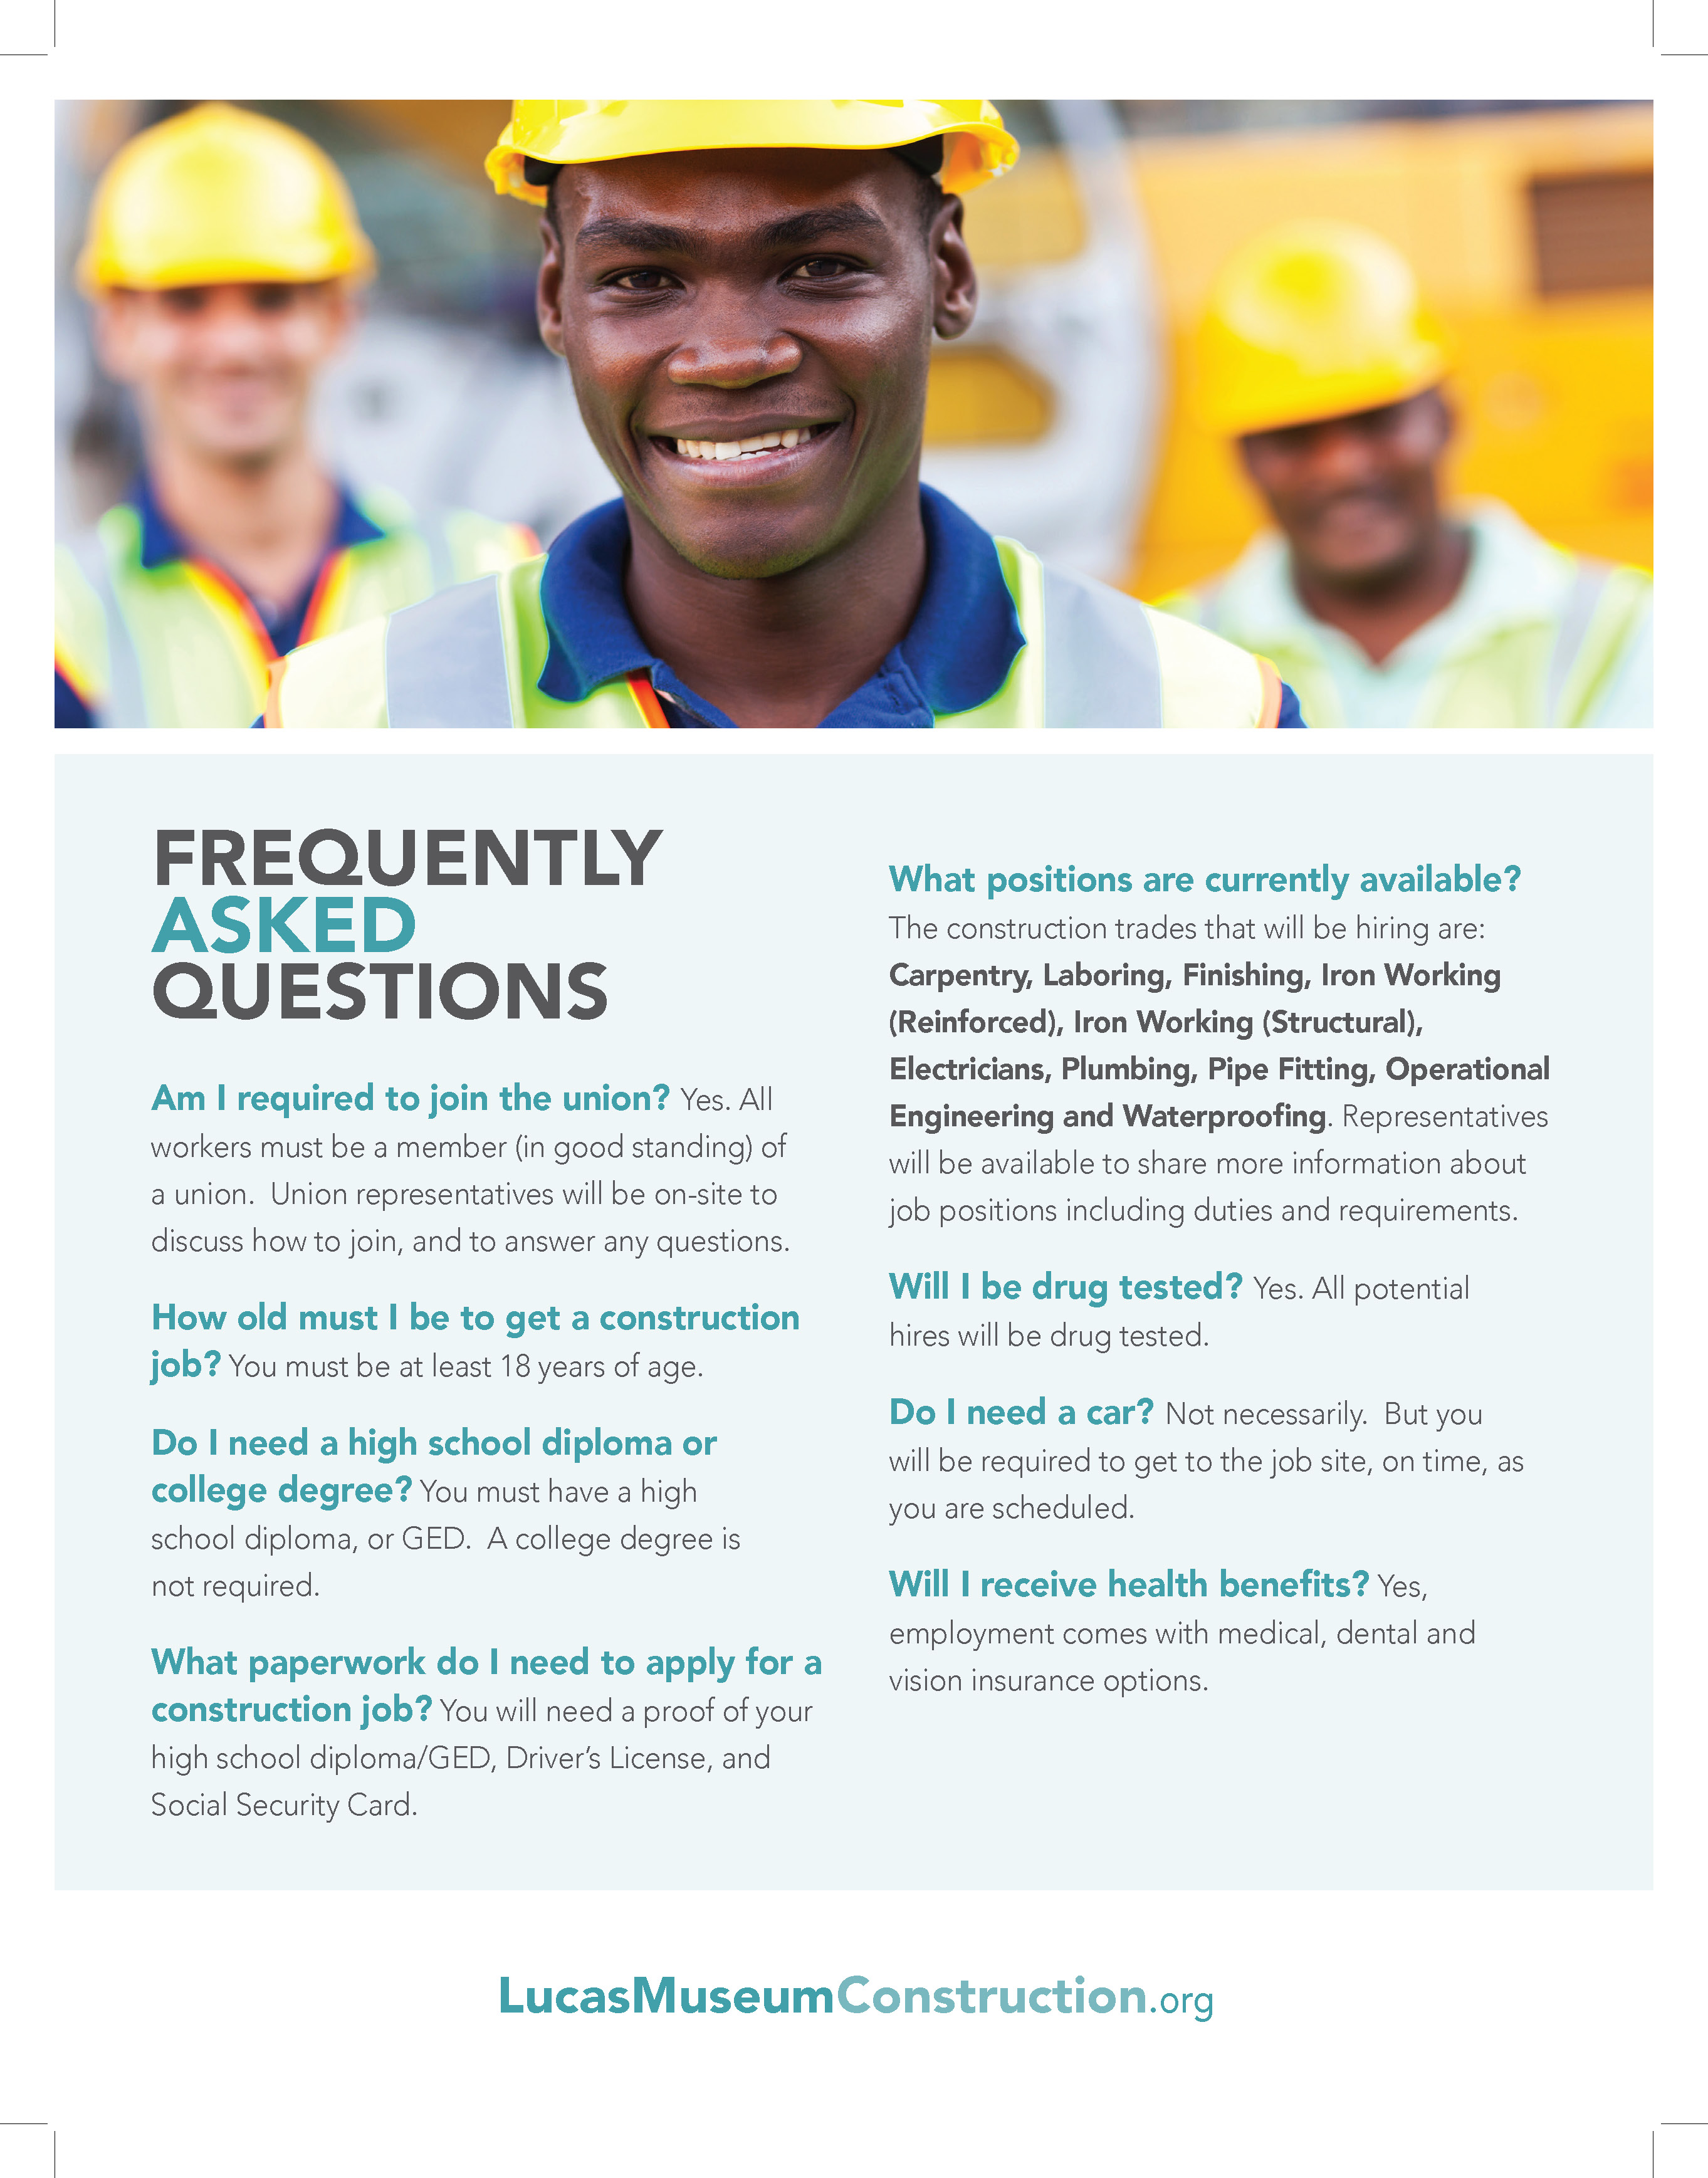 FREQUENTLY
ASKED
QUESTIONS
Am I required to join the union? Yes. All
workers must be a member (in good standing) of
a union.  Union representatives will be on-site to
discuss how to join, and to answer any questions.
How old must I be to get a construction
job? You must be at least 18 years of age.
Do I need a high school diploma or
college degree? You must have a high
school diploma, or GED.  A college degree is
not required.
What paperwork do I need to apply for a
construction job? You will need a proof of your
high school diploma/GED, Driver’s License, and
Social Security Card.
What positions are currently available?
The construction trades that will be hiring are:
Carpentry, Laboring, Finishing, Iron Working
(Reinforced), Iron Working (Structural),
Electricians, Plumbing, Pipe Fitting, Operational
Engineering and Waterproofing. Representatives
will be available to share more information about
job positions including duties and requirements.
Will I be drug tested? Yes. All potential
hires will be drug tested.
Do I need a car? Not necessarily.  But you
will be required to get to the job site, on time, as
you are scheduled.
Will I receive health benefits? Yes,
employment comes with medical, dental and
vision insurance options.
LucasMuseumConstruction.org